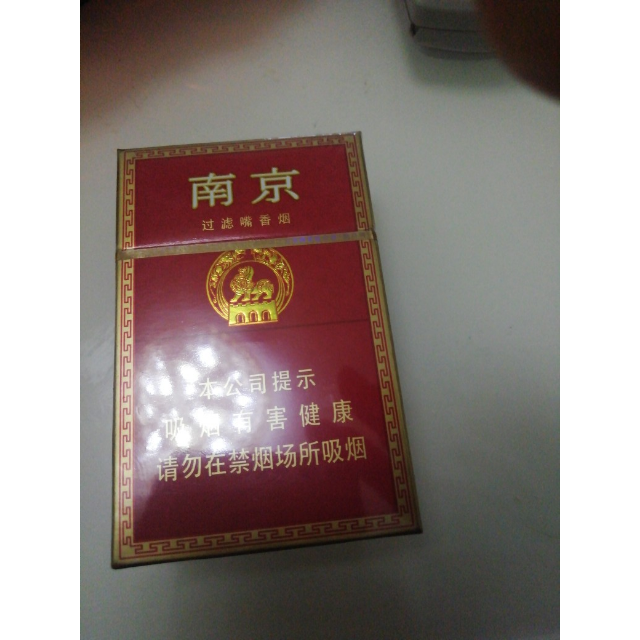 南京
过滤嘴香烟
本公司提示
吸烟有害健康
请勿在禁烟场所吸烟